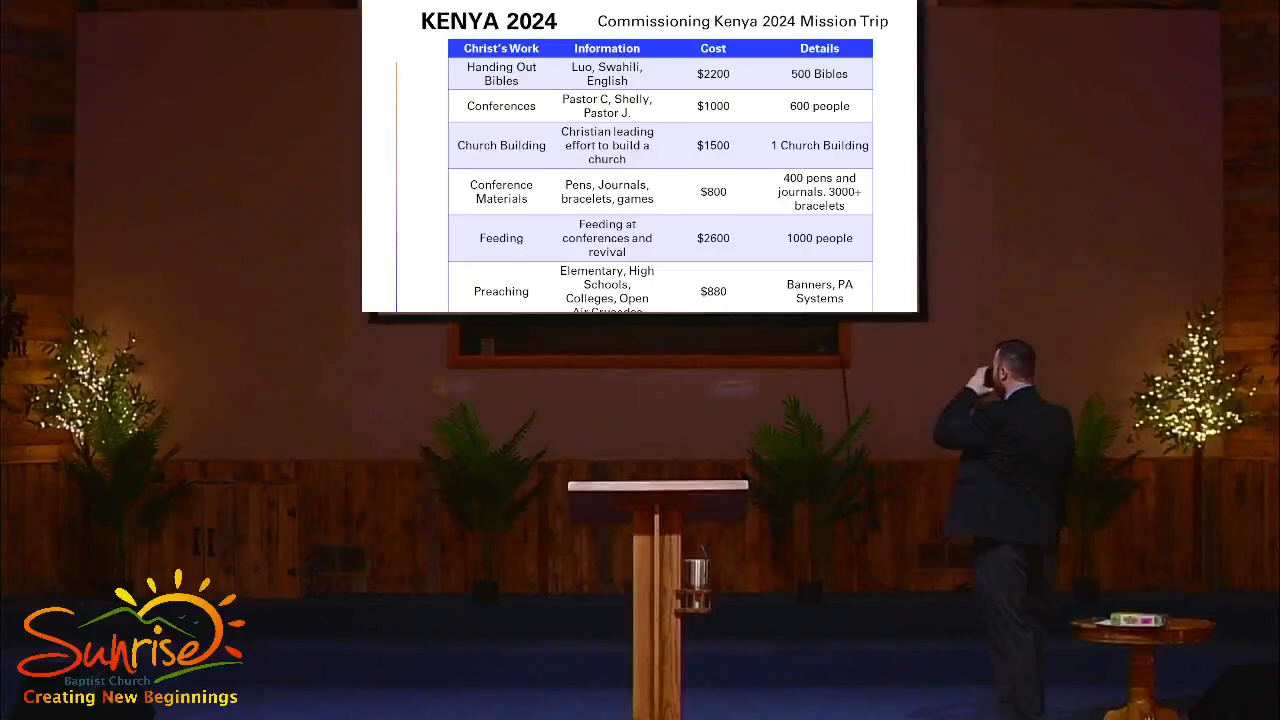 KENYA 2024
Commissioning Kenya 2024 Mission Trip
Christ's Work Information Cost Details
Handing Out Bibles Luo, Swahili, English $2200 500 Bibles
Conferences Pastor C, Shelly, Pastor J. $1000 600 people
Church Building Christian leading effort to build a church $1500 1 Church Building
Conference Materials Pens, Journals, bracelets, games $800 400 pens and journals. 3000+ bracelets
Feeding Feeding at conferences and revival $2600 1000 people
Preaching Elementary, High Schools, Colleges, Open Air Crusades $880 Banners, PA Systems
Sunrise
Baptist Church
Creating New Beginnings